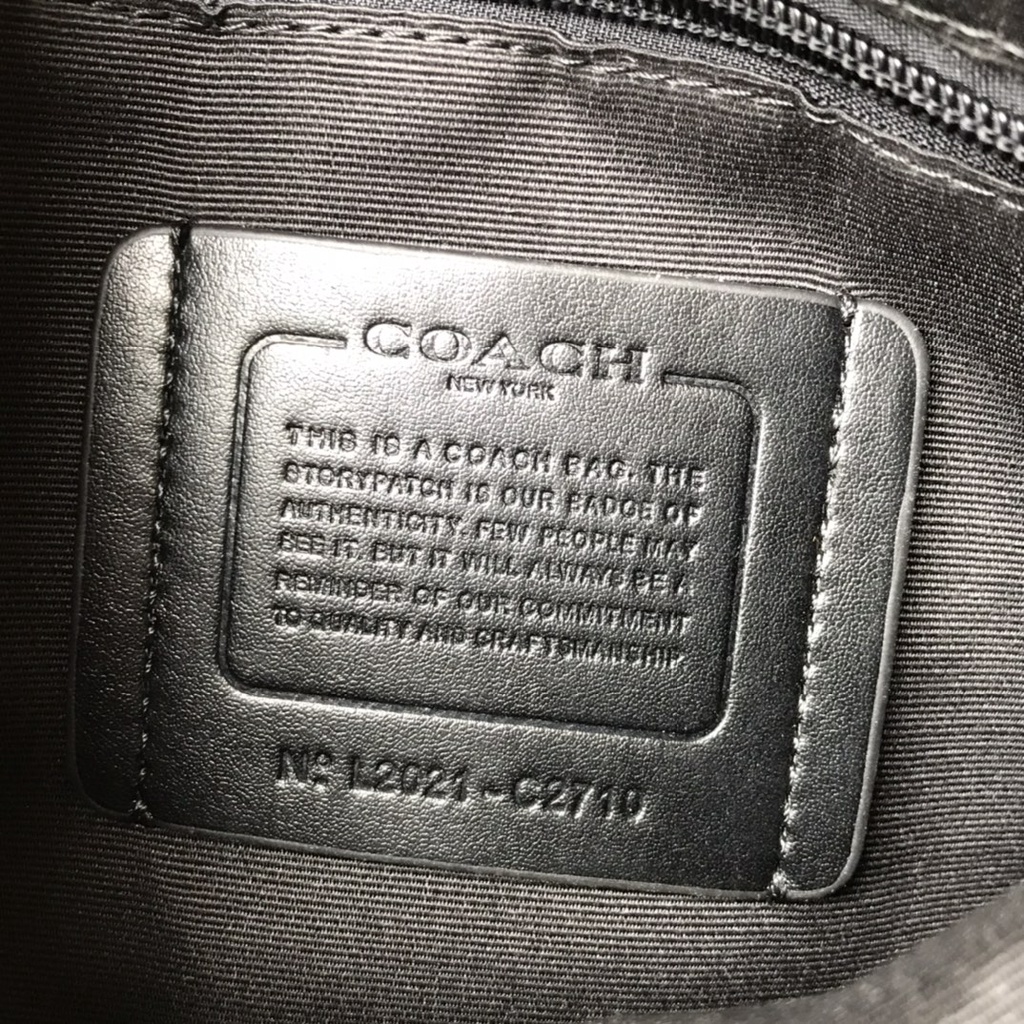 COACH
NEW YORK
THIS IS A COACH BAG. THE
STORYPATCH IS OUR BADGE OF
AUTHENTICITY. FEW PEOPLE MAY
SEE IT. BUT IT WILL ALWAYS BE A
REMINDER OF OUR COMMITMENT
TO QUALITY AND CRAFTSMANSHIP.
Nº L2021-C2710